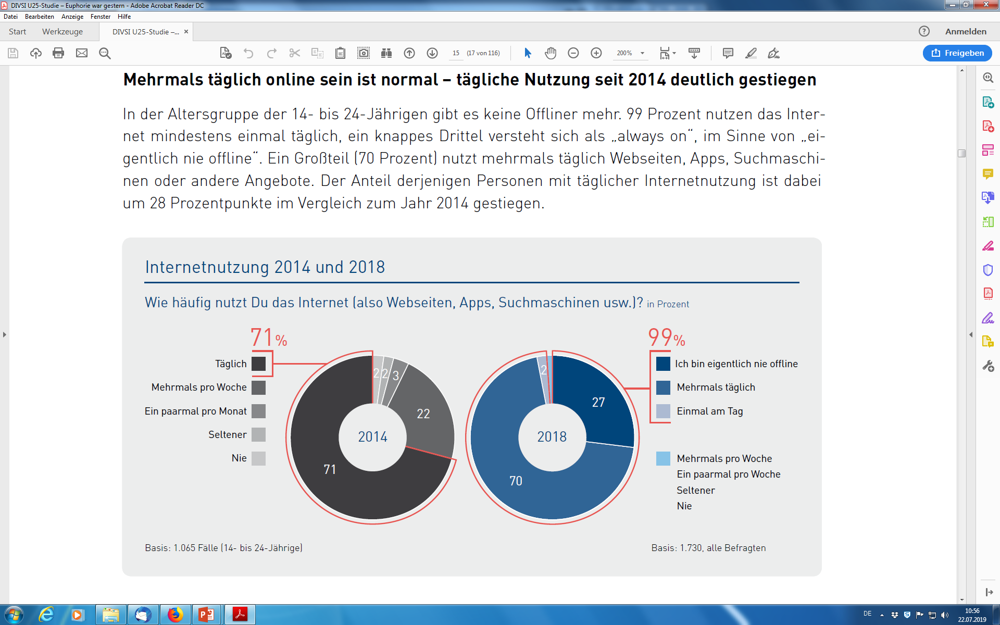 DIVSI U25-Studie – Euphorie war gestern - Adobe Acrobat Reader DC
Datei Bearbeiten Anzeige Fenster Hilfe
Start Werkzeuge DIVSI U25-Studie –... × ? Anmelden
15 (17 von 116) 200% Freigeben
Mehrmals täglich online sein ist normal – tägliche Nutzung seit 2014 deutlich gestiegen
In der Altersgruppe der 14- bis 24-Jährigen gibt es keine Offliner mehr. 99 Prozent nutzen das Inter-
net mindestens einmal täglich, ein knappes Drittel versteht sich als „always on“, im Sinne von „ei-
gentlich nie offline“. Ein Großteil (70 Prozent) nutzt mehrmals täglich Webseiten, Apps, Suchmaschi-
nen oder andere Angebote. Der Anteil derjenigen Personen mit täglicher Internetnutzung ist dabei
um 28 Prozentpunkte im Vergleich zum Jahr 2014 gestiegen.
Internetnutzung 2014 und 2018
Wie häufig nutzt Du das Internet (also Webseiten, Apps, Suchmaschinen usw.)? in Prozent
71%
Täglich
Mehrmals pro Woche
Ein paarmal pro Monat
Seltener
Nie
2 2 3
22
2014
71
2
27
2018
70
99%
Ich bin eigentlich nie offline
Mehrmals täglich
Einmal am Tag
Mehrmals pro Woche
Ein paarmal pro Woche
Seltener
Nie
Basis: 1.065 Fälle (14- bis 24-Jährige)
Basis: 1.730, alle Befragten
DE
10:56
22.07.2019